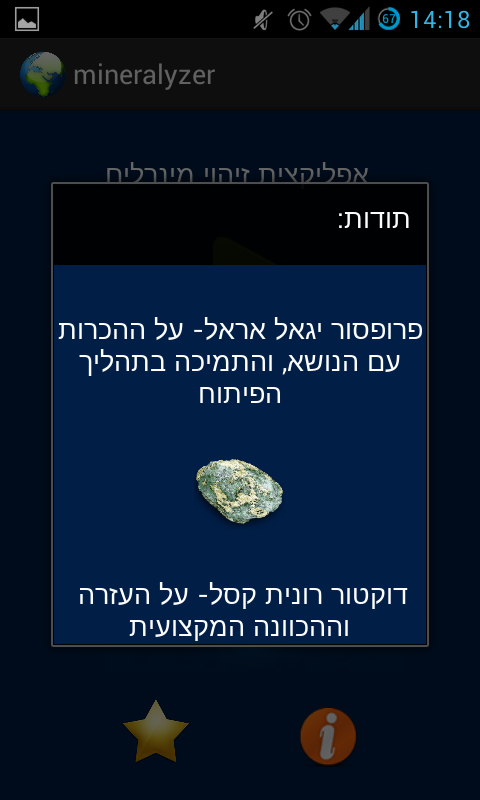 67
14:18
mineralyzer
אפליקצית זיהוי מינרלים
תודות:
פרופסור יגאל אראל- על ההכרות
עם הנושא, והתמיכה בתהליך
הפיתוח
דוקטור רונית קסל- על העזרה
וההכוונה המקצועית